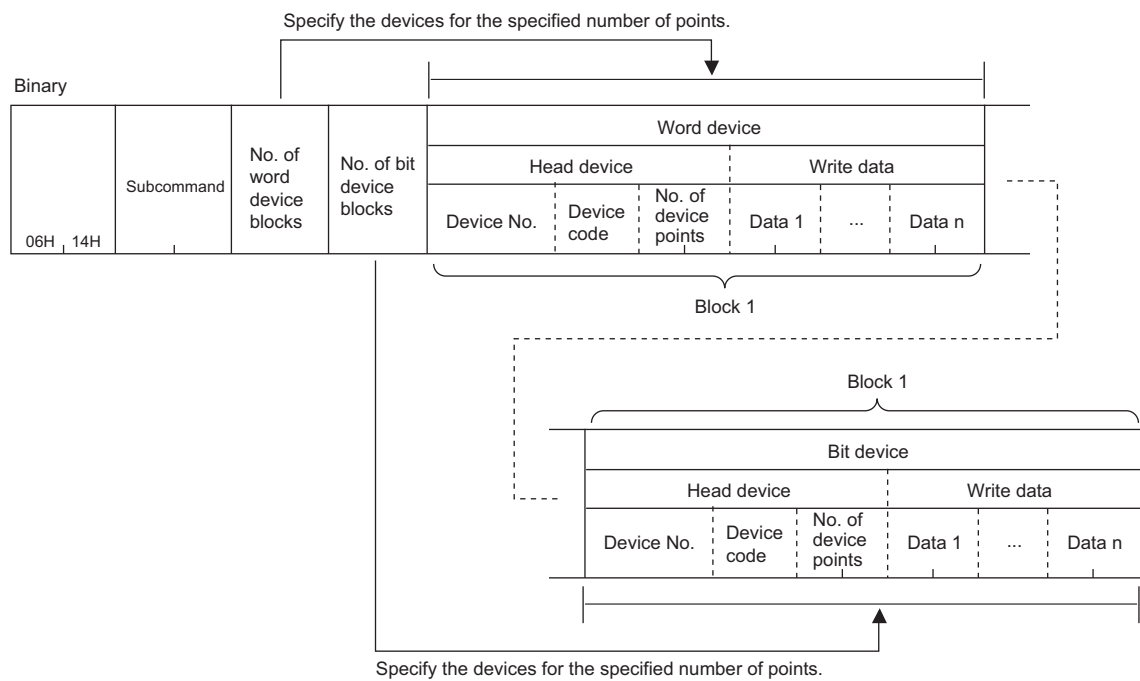 Specify the devices for the specified number of points.
Binary
06H 14H
Subcommand
No. of
word
device
blocks
No. of bit
device
blocks
Word device
Head device
Write data
Device No.
Device
code
No. of
device
points
Data 1
...
Data n
Block 1
Block 1
Bit device
Head device
Write data
Device No.
Device
code
No. of
device
points
Data 1
...
Data n
Specify the devices for the specified number of points.